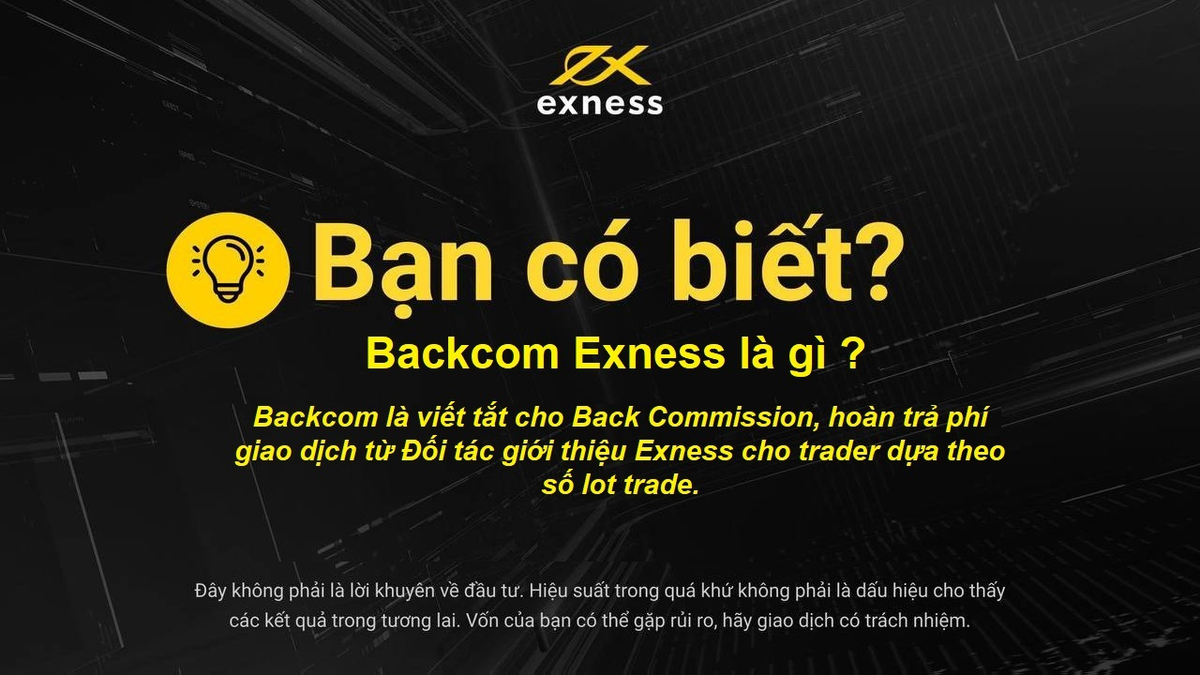 exness
Bạn có biết?
Backcom Exness là gì ?
Backcom là viết tắt cho Back Commission, hoàn trả phí
giao dịch từ Đối tác giới thiệu Exness cho trader dựa theo
số lot trade.
Đây không phải là lời khuyên về đầu tư. Hiệu suất trong quá khứ không phải là dấu hiệu cho thấy
các kết quả trong tương lai. Vốn của bạn có thể gặp rủi ro, hãy giao dịch có trách nhiệm.